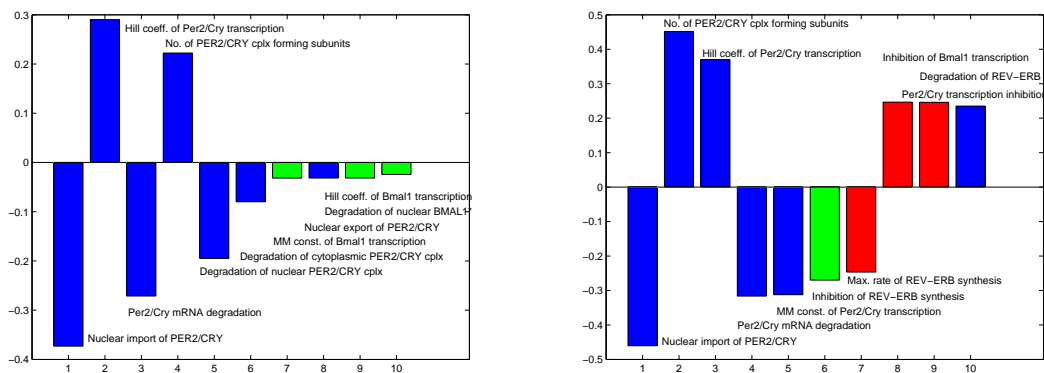 0.3
0.2
0.1
0
−0.1
−0.2
−0.3
−0.4
Hill coeff. of Per2/Cry transcription
No. of PER2/CRY cplx forming subunits
Hill coeff. of Bmal1 transcription
Degradation of nuclear BMAL1
Nuclear export of PER2/CRY
MM const. of Bmal1 transcription
Degradation of cytoplasmic PER2/CRY cplx
Degradation of nuclear PER2/CRY cplx
Per2/Cry mRNA degradation
Nuclear import of PER2/CRY
1 2 3 4 5 6 7 8 9 10
0.5
0.4
0.3
0.2
0.1
0
−0.1
−0.2
−0.3
−0.4
−0.5
No. of PER2/CRY cplx forming subunits
Hill coeff. of Per2/Cry transcription
Inhibition of Bmal1 transcription
Degradation of REV−ERB
Per2/Cry transcription inhibition
Max. rate of REV−ERB synthesis
Inhibition of REV−ERB synthesis
MM const. of Per2/Cry transcription
Per2/Cry mRNA degradation
Nuclear import of PER2/CRY
1 2 3 4 5 6 7 8 9 10